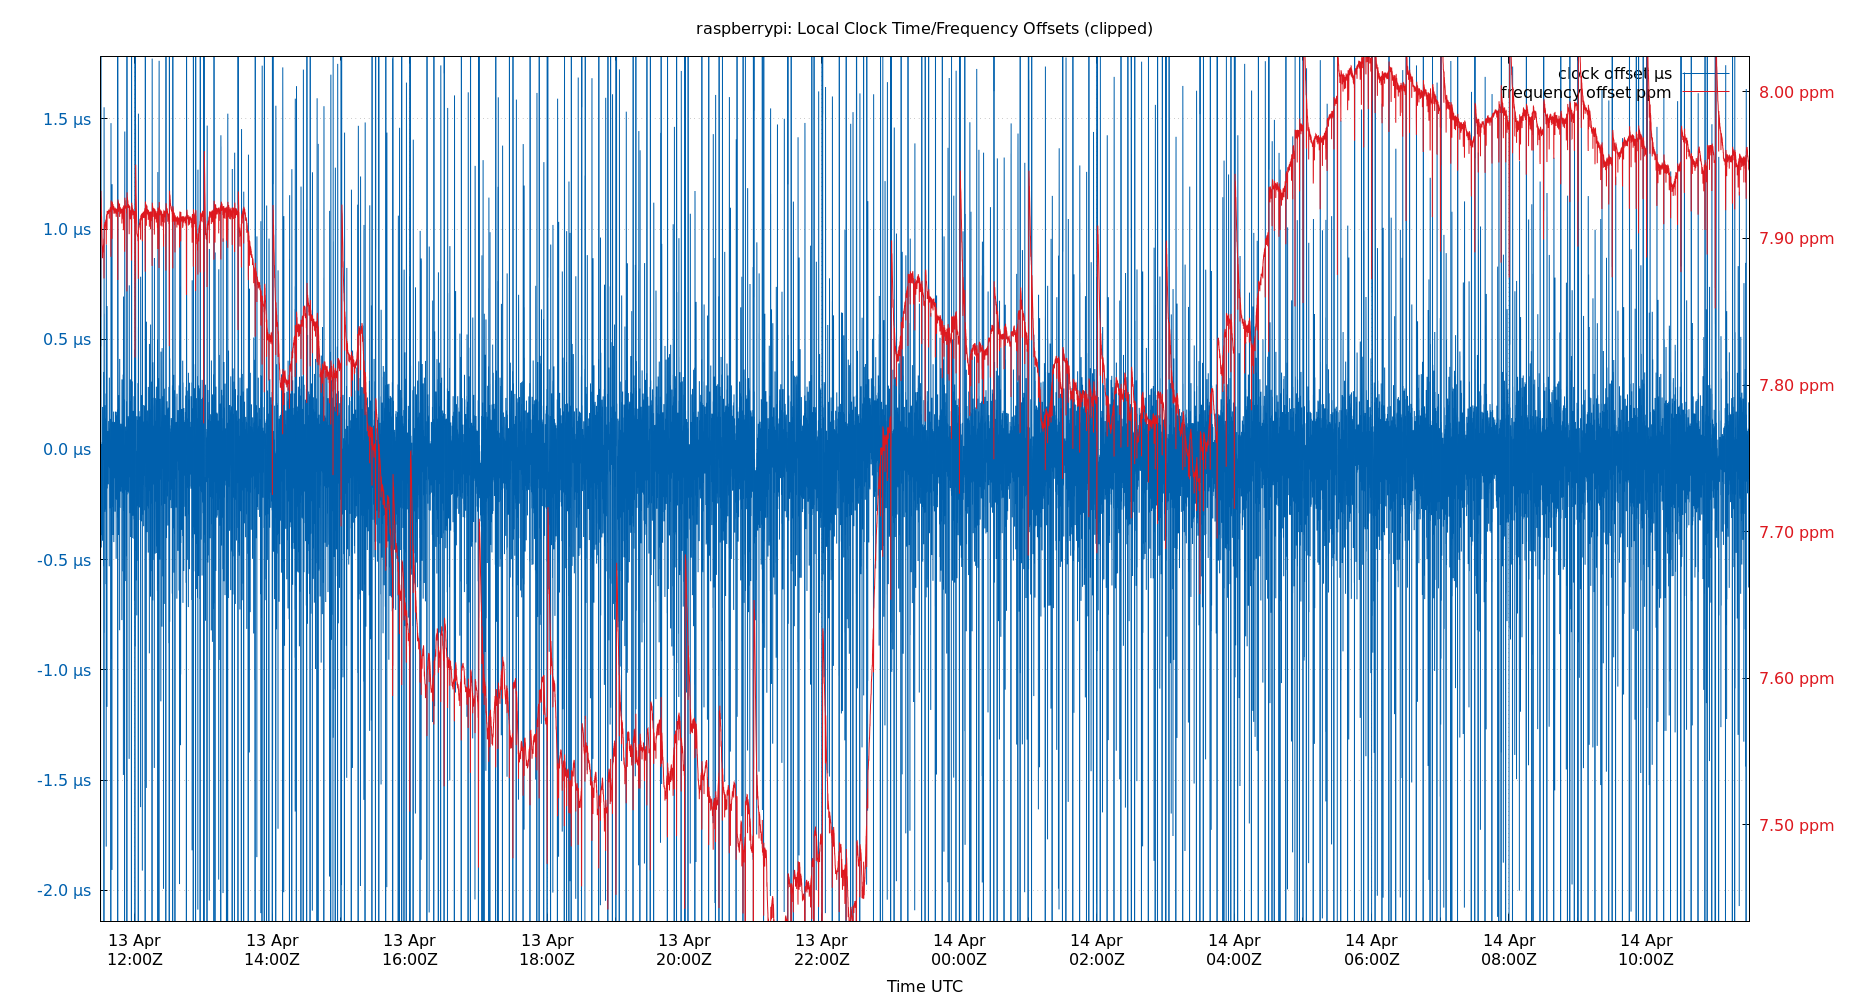 raspberrypi: Local Clock Time/Frequency Offsets (clipped)
clock offset µs
frequency offset ppm
1.5 µs
1.0 µs
0.5 µs
0.0 µs
-0.5 µs
-1.0 µs
-1.5 µs
-2.0 µs
8.00 ppm
7.90 ppm
7.80 ppm
7.70 ppm
7.60 ppm
7.50 ppm
13 Apr 13 Apr 13 Apr 13 Apr 13 Apr 13 Apr 14 Apr 14 Apr 14 Apr 14 Apr 14 Apr 14 Apr
12:00Z 14:00Z 16:00Z 18:00Z 20:00Z 22:00Z 00:00Z 02:00Z 04:00Z 06:00Z 08:00Z 10:00Z
Time UTC